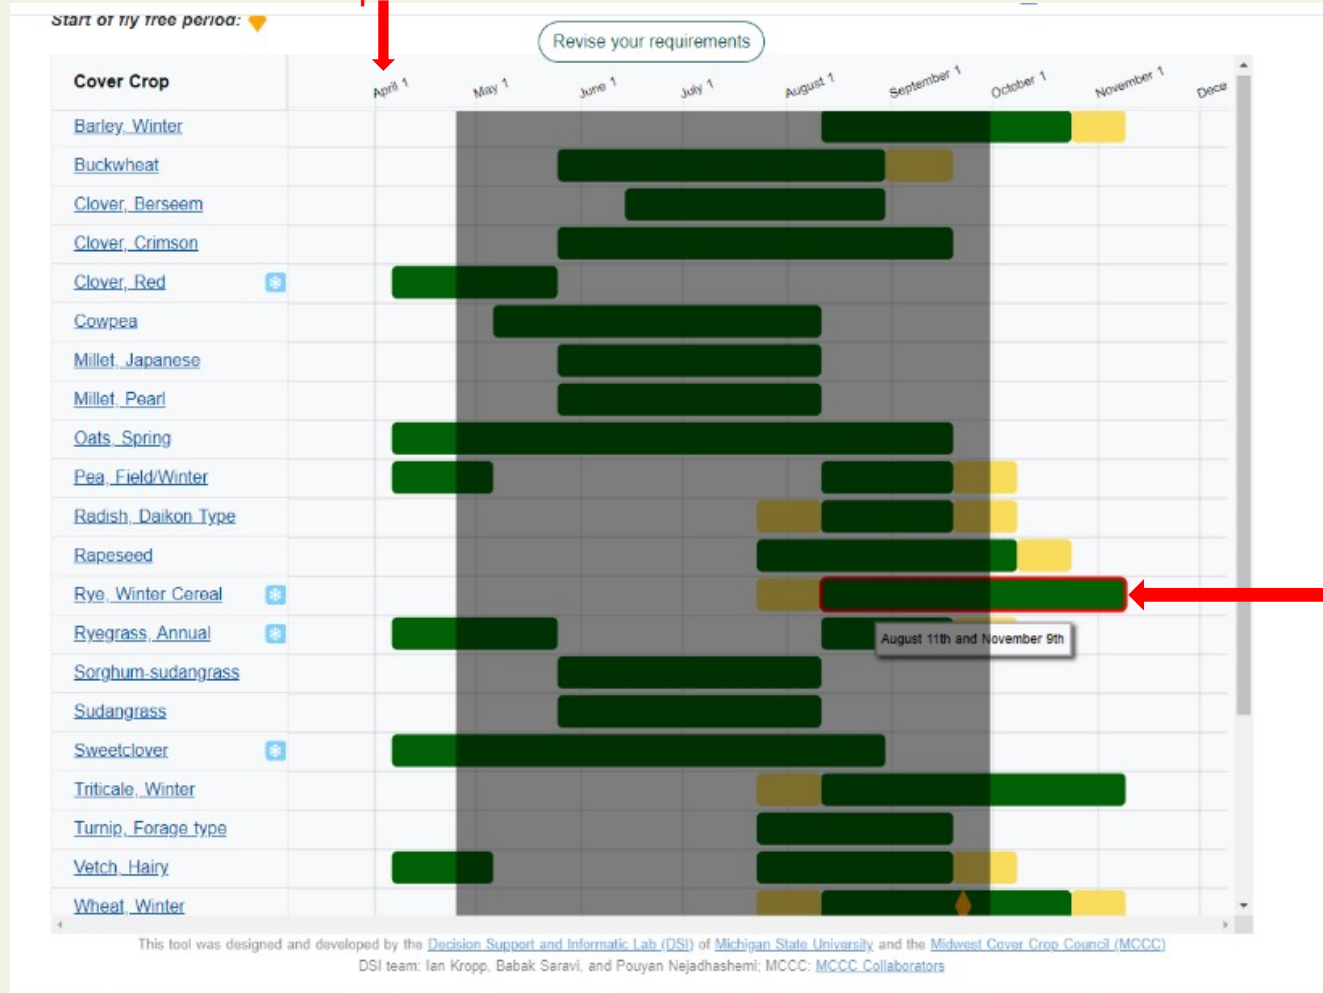 Start of fly free period:
Revise your requirements
Cover Crop
April 1 May 1 June 1 July 1 August 1 September 1 October 1 November 1 Dece
Barley, Winter
Buckwheat
Clover, Berseem
Clover, Crimson
Clover, Red
Cowpea
Millet, Japanese
Millet, Pearl
Oats, Spring
Pea, Field/Winter
Radish, Daikon Type
Rapeseed
Rye, Winter Cereal
Ryegrass, Annual
August 11th and November 9th
Sorghum-sudangrass
Sudangrass
Sweetclover
Triticale, Winter
Turnip, Forage type
Vetch, Hairy
Wheat, Winter
This tool was designed and developed by the Decision Support and Informatic Lab (DSI) of Michigan State University and the Midwest Cover Crop Council (MCCC)
DSI team: Ian Kropp, Babak Saravi, and Pouyan Nejadhashemi; MCCC: MCCC Collaborators